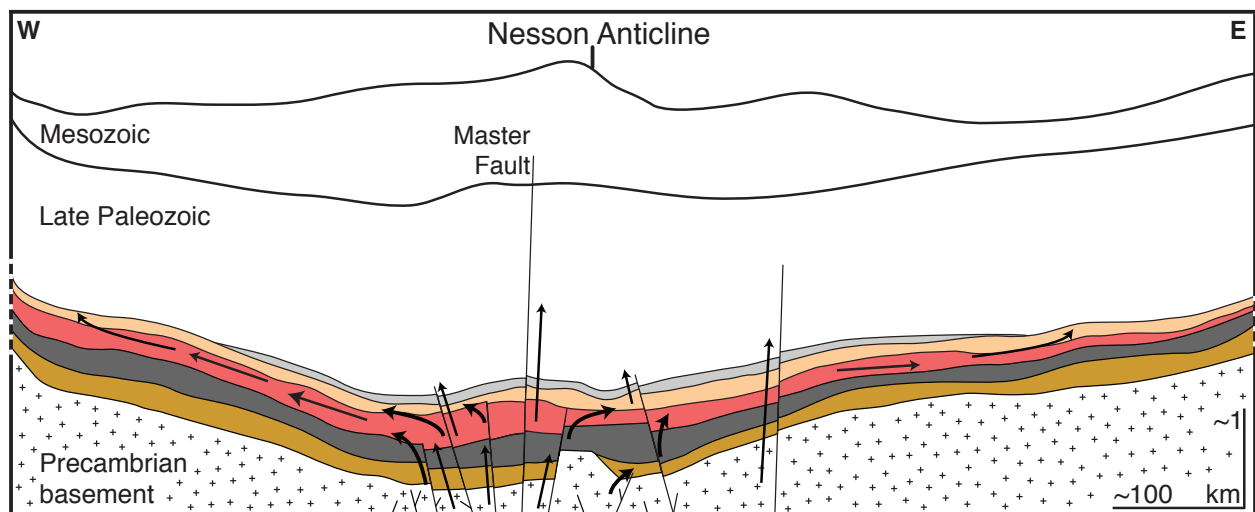 W
Nesson Anticline
E
Mesozoic
Master
Fault
Late Paleozoic
Precambrian
basement
~1
~100 km